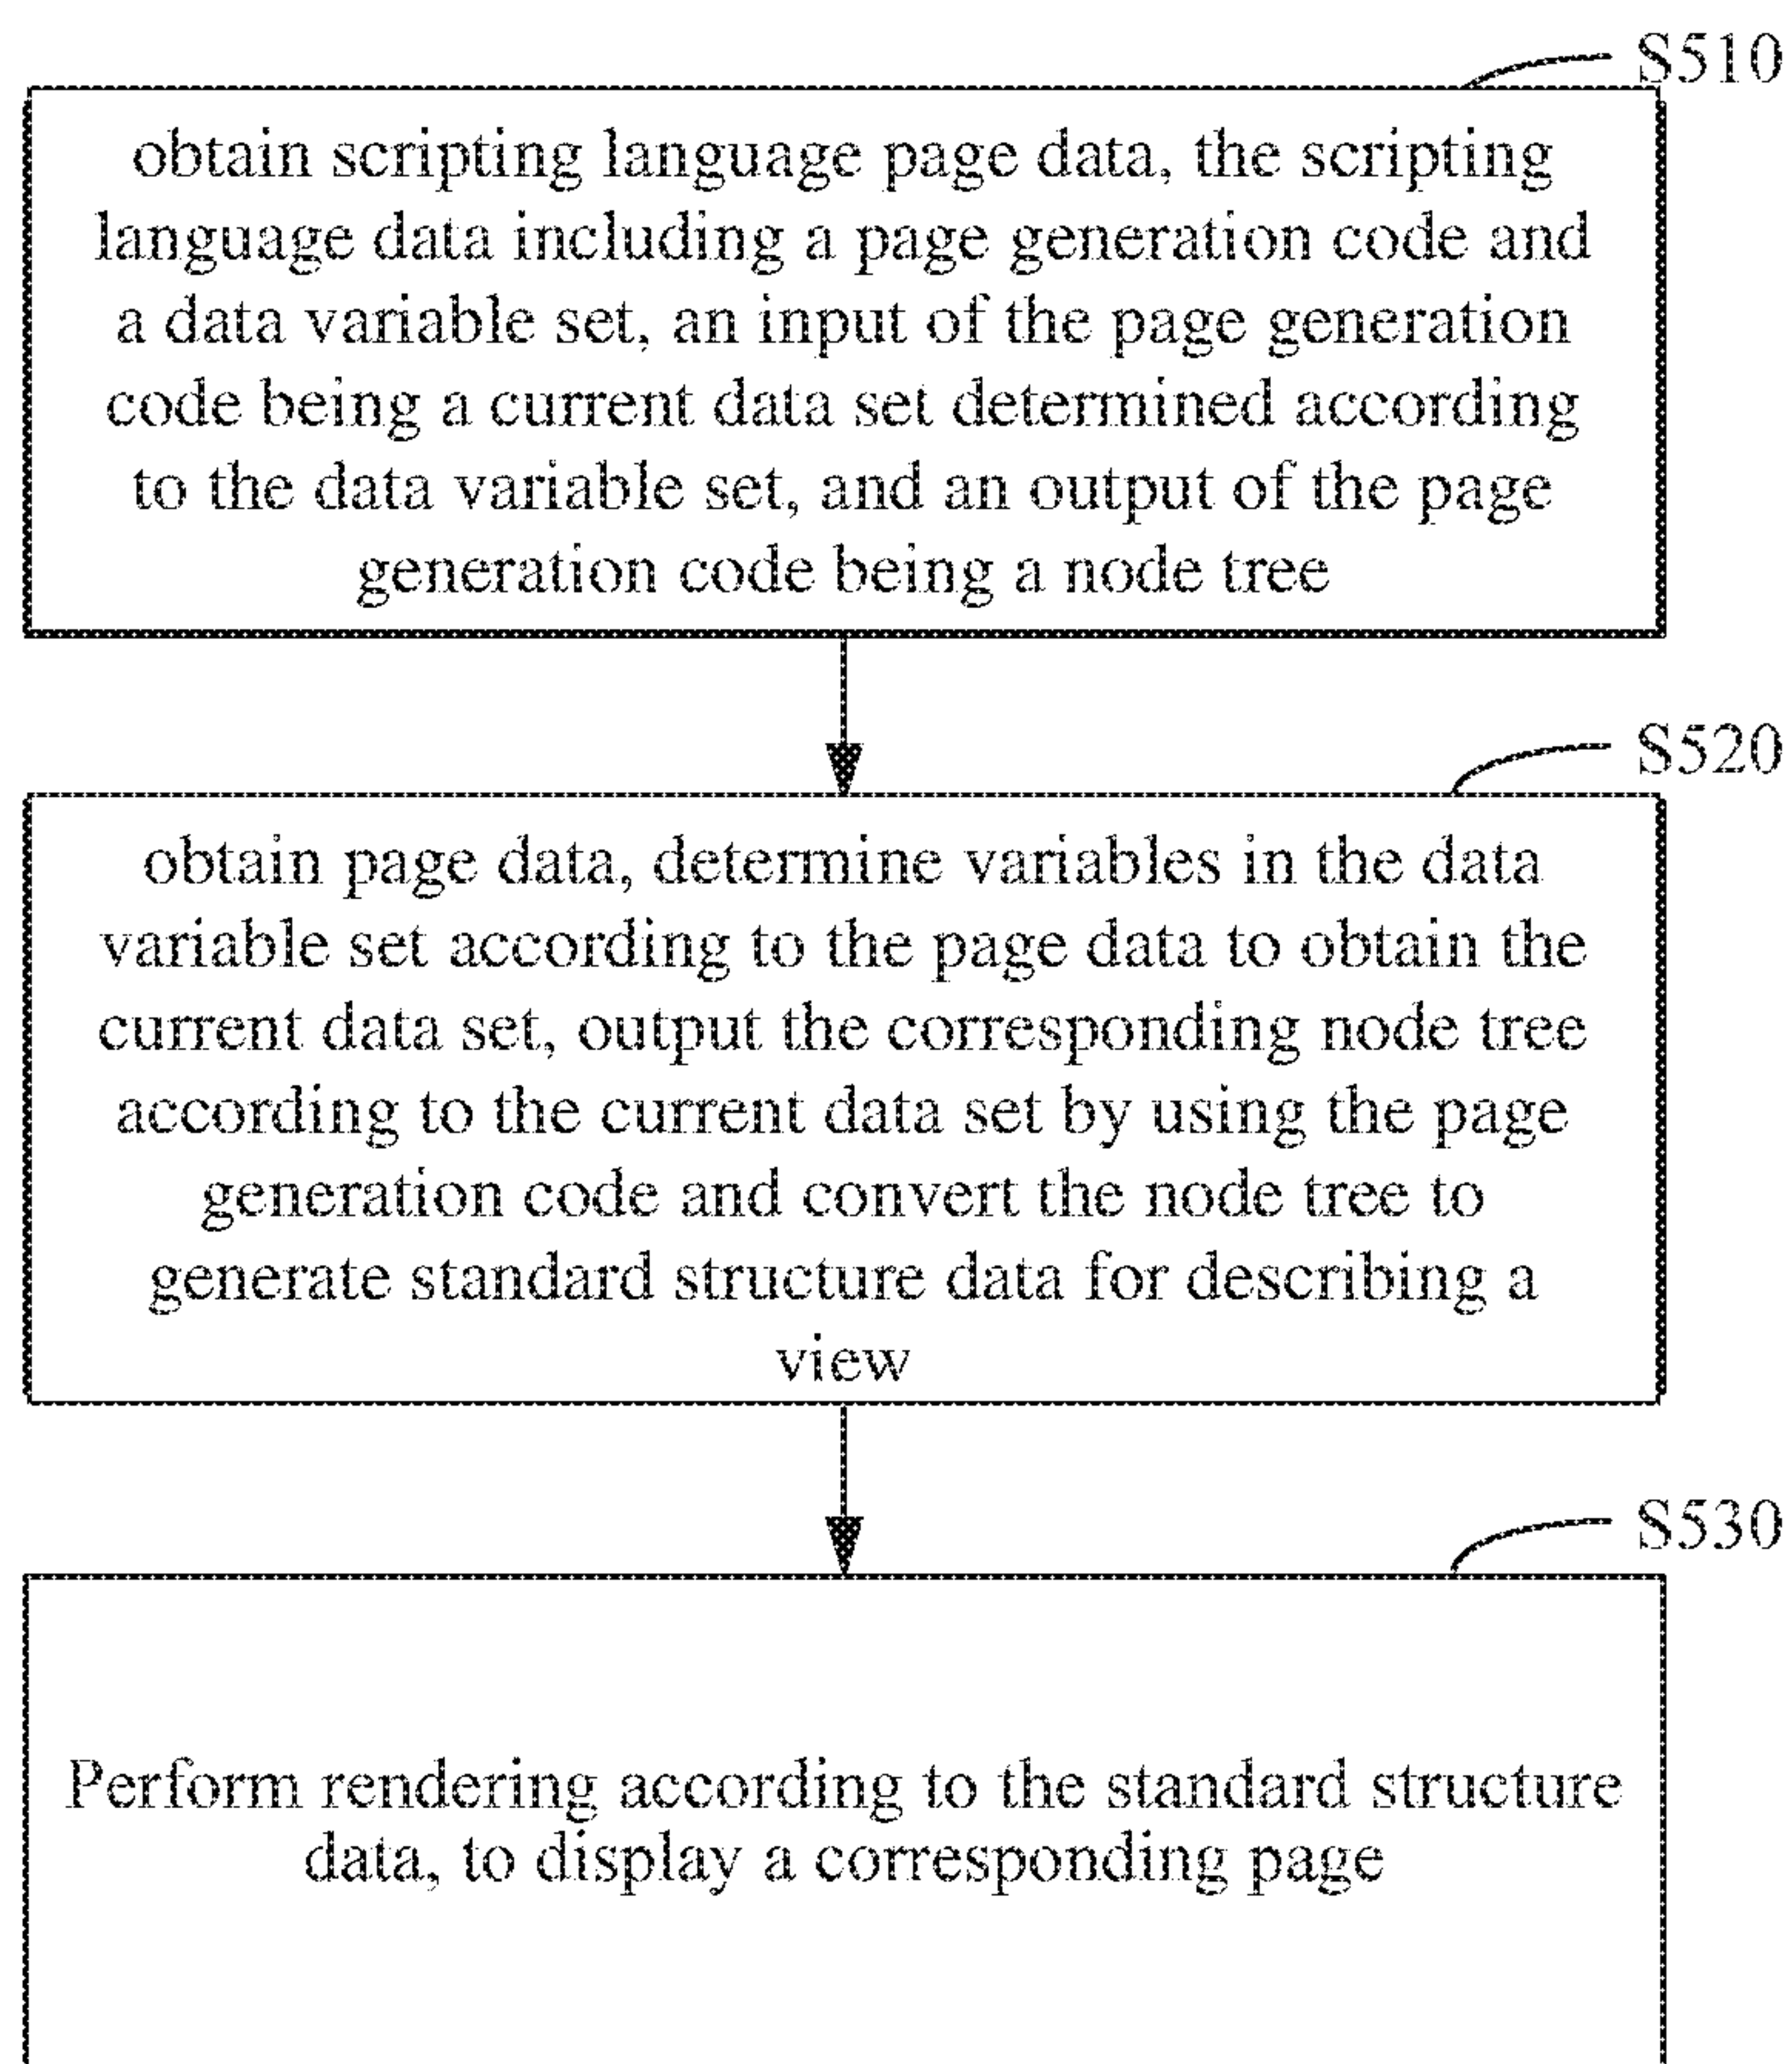 S510
obtain scripting language page data, the scripting
language data including a page generation code and
a data variable set, an input of the page generation
code being a current data set determined according
to the data variable set, and an output of the page
generation code being a node tree
S520
obtain page data, determine variables in the data
variable set according to the page data to obtain the
current data set, output the corresponding node tree
according to the current data set by using the page
generation code and convert the node tree to
generate standard structure data for describing a
view
S530
Perform rendering according to the standard structure
data, to display a corresponding page